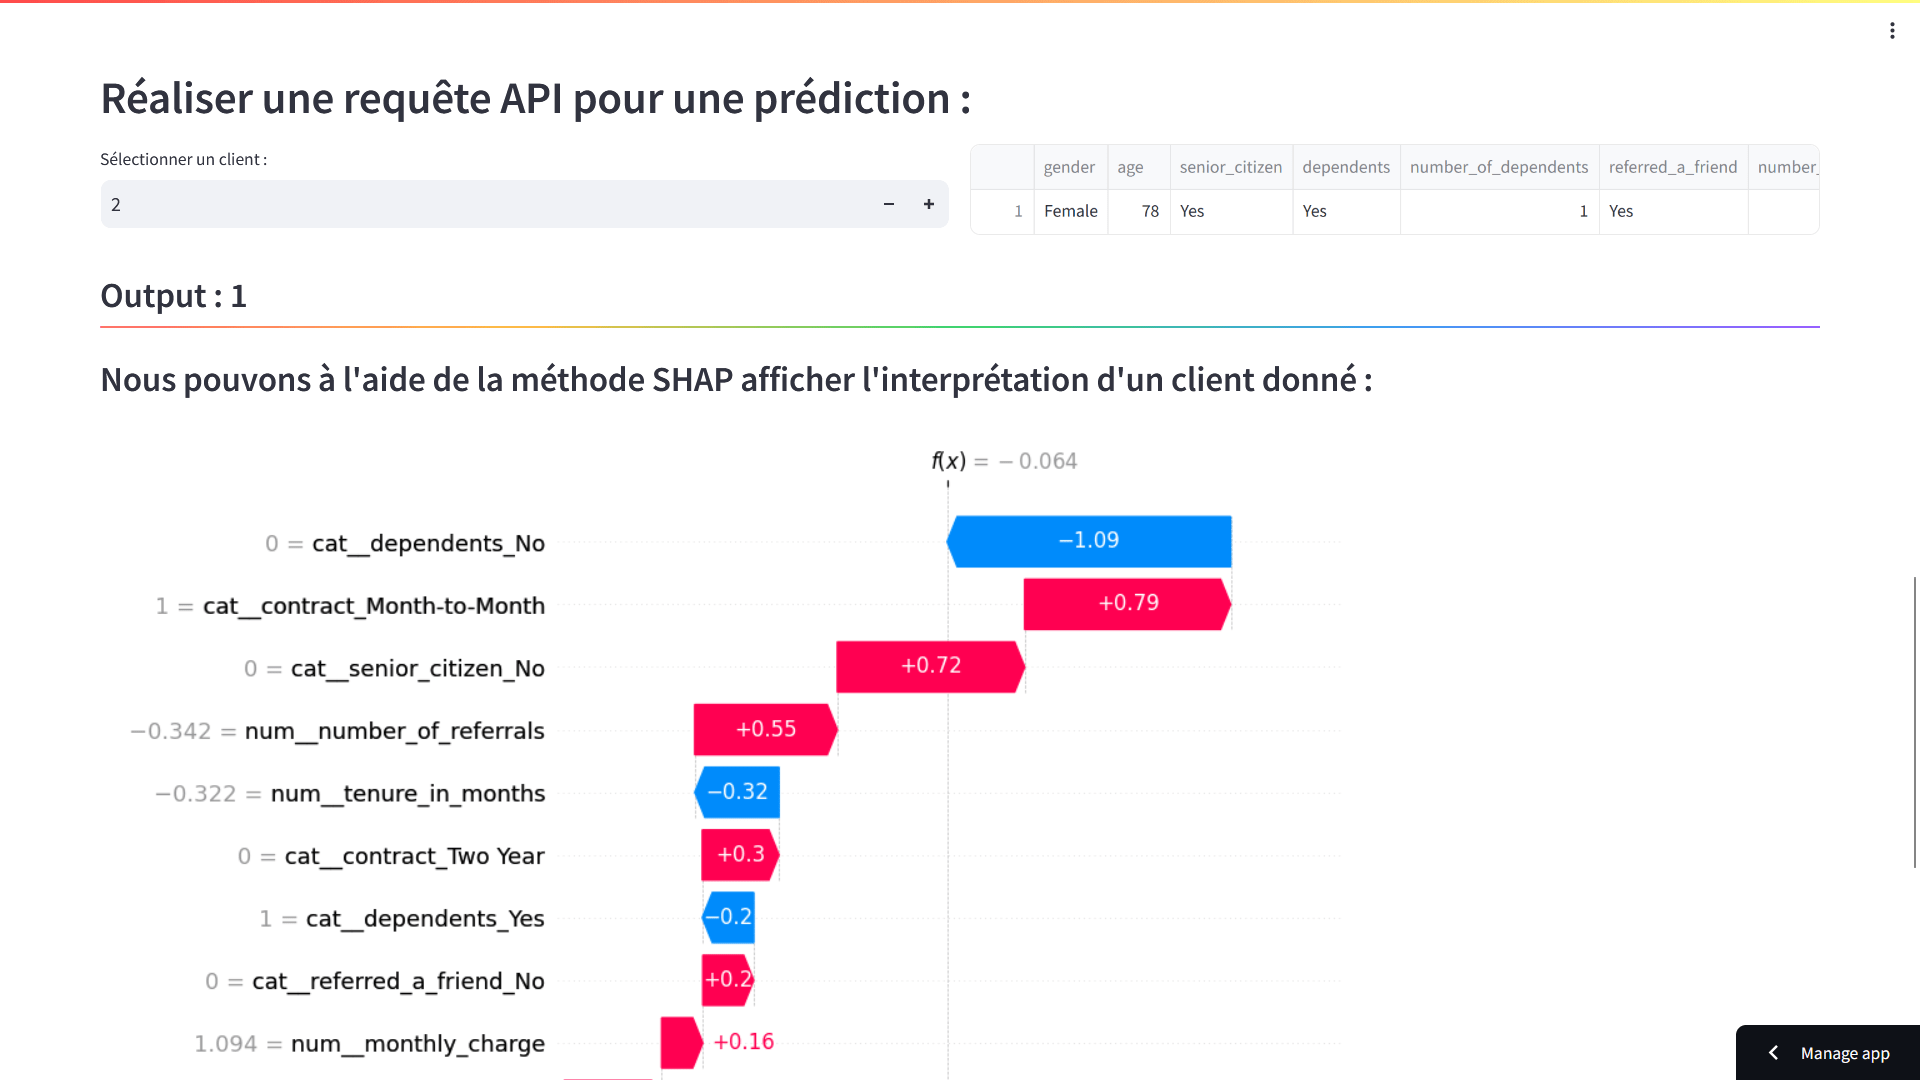 Réaliser une requête API pour une prédiction :
Sélectionner un client :
2
gender age senior_citizen dependents number_of_dependents referred_a_friend number_
1 Female 78 Yes Yes 1 Yes
Output : 1
Nous pouvons à l'aide de la méthode SHAP afficher l'interprétation d'un client donné :
f(x) = −0.064
0 = cat__dependents_No −1.09
1 = cat__contract_Month-to-Month +0.79
0 = cat__senior_citizen_No +0.72
−0.342 = num__number_of_referrals +0.55
−0.322 = num__tenure_in_months −0.32
0 = cat__contract_Two Year +0.3
1 = cat__dependents_Yes −0.2
0 = cat__referred_a_friend_No +0.2
1.094 = num__monthly_charge +0.16
Manage app